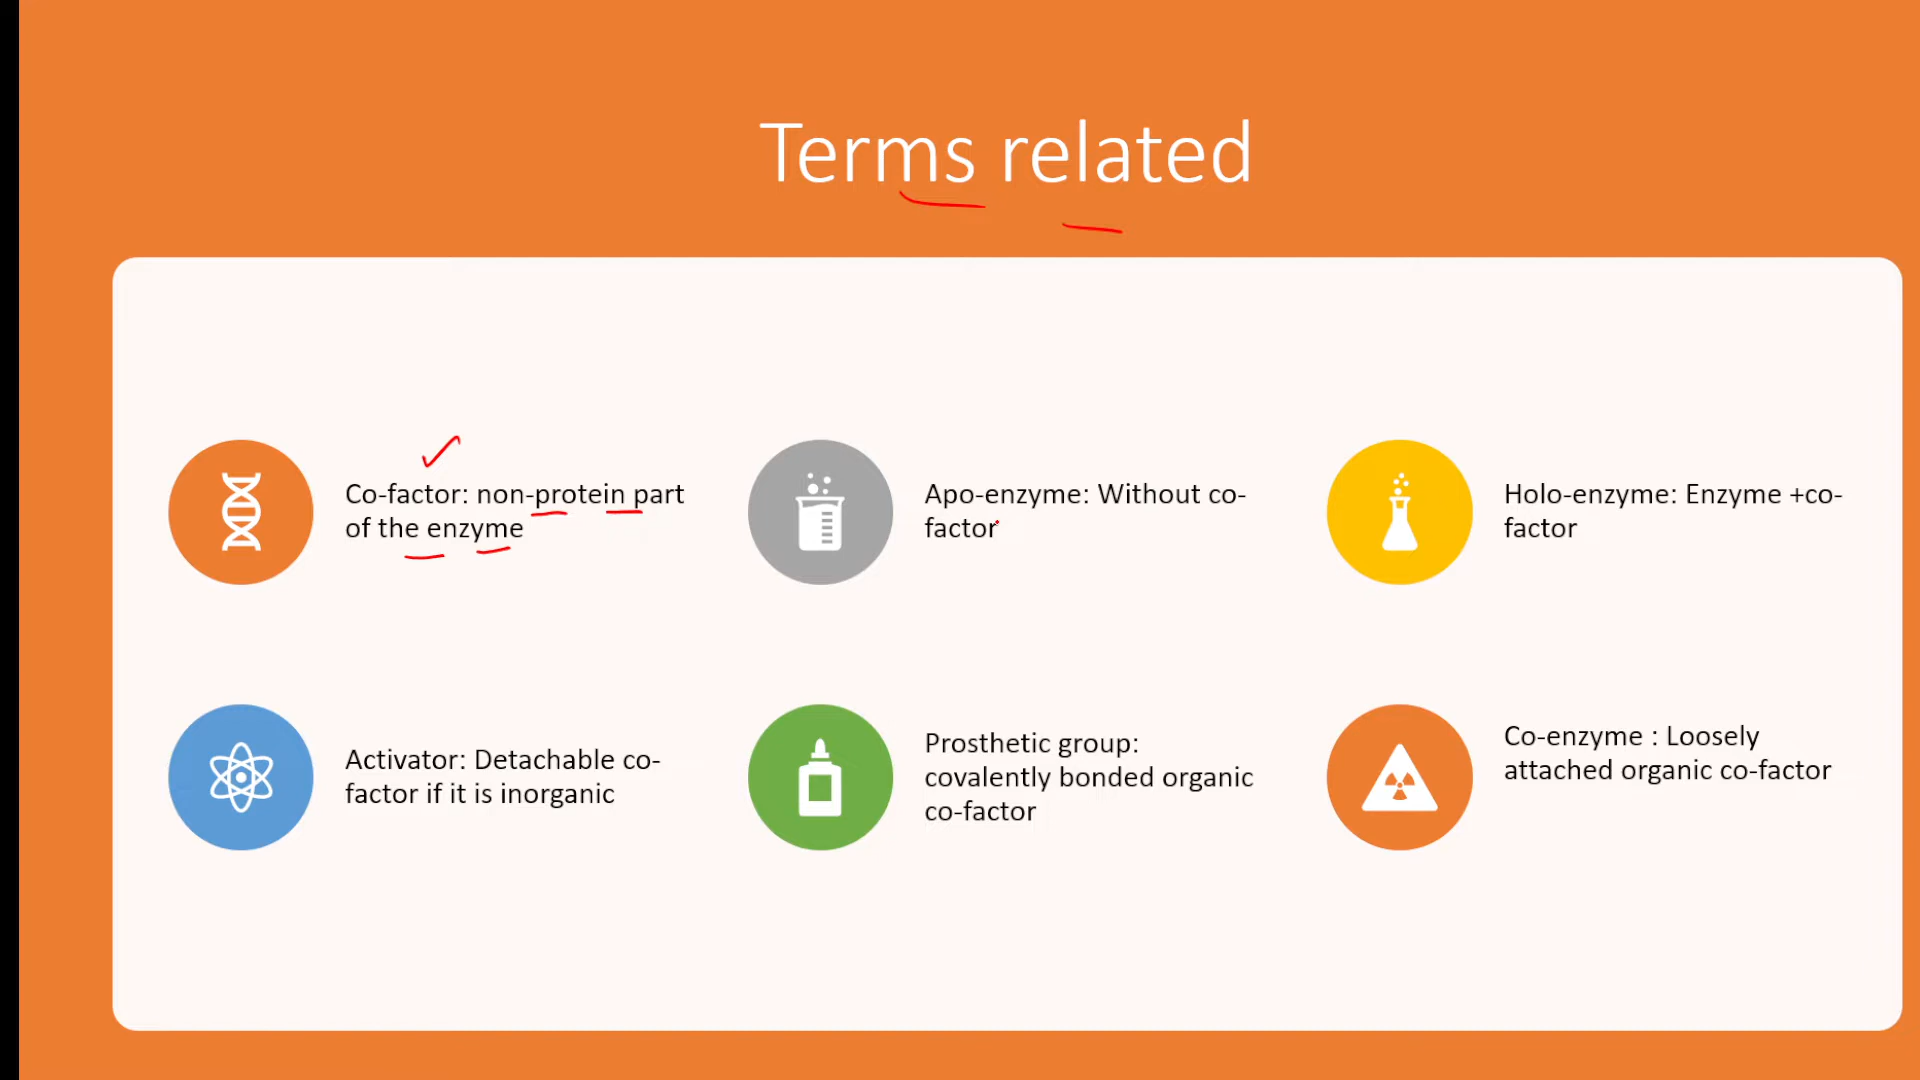 Terms related
Co-factor: non-protein part
of the enzyme
Apo-enzyme: Without co-
factor
Holo-enzyme: Enzyme +co-
factor
Activator: Detachable co-
factor if it is inorganic
Prosthetic group:
covalently bonded organic
co-factor
Co-enzyme : Loosely
attached organic co-factor